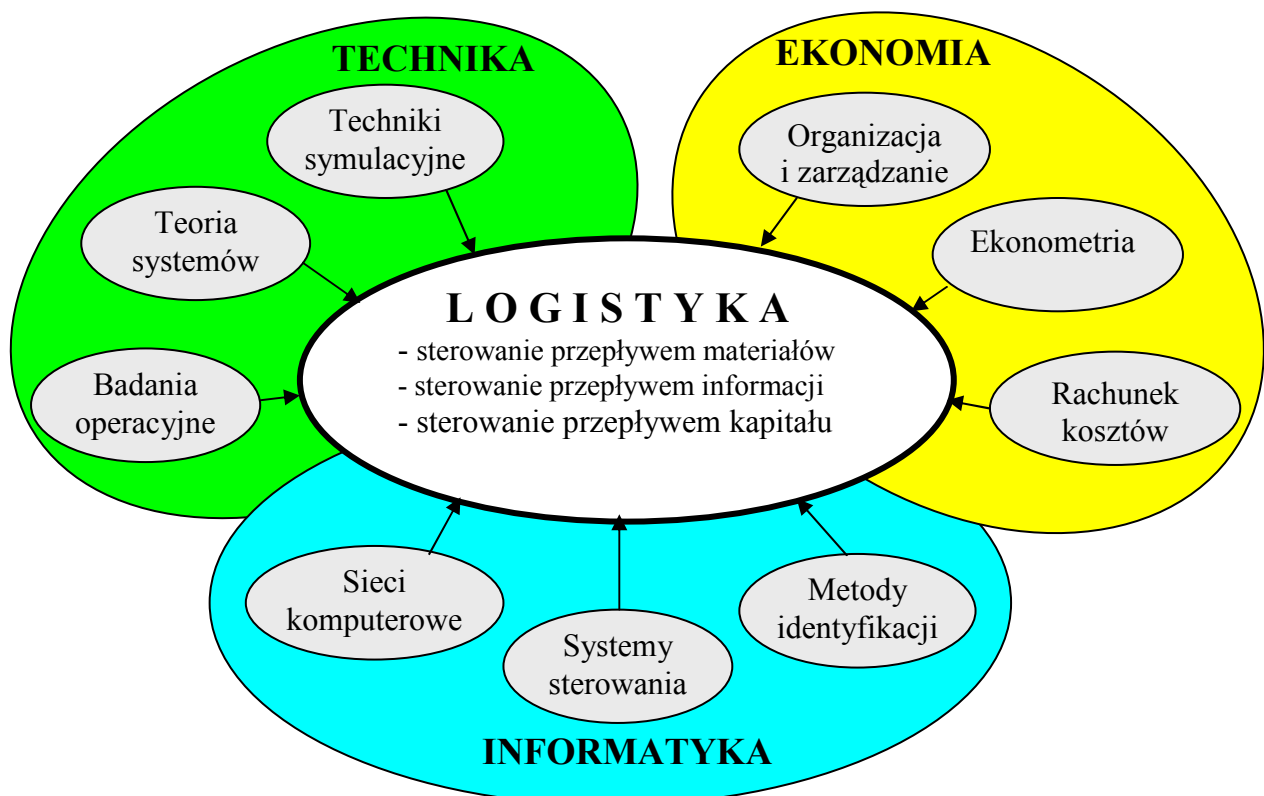 TECHNIKA
Techniki
symulacyjne
Teoria
systemów
Badania
operacyjne
EKONOMIA
Organizacja
i zarządzanie
Ekonometria
Rachunek
kosztów
L O G I S T Y K A
- sterowanie przepływem materiałów
- sterowanie przepływem informacji
- sterowanie przepływem kapitału
Sieci
komputerowe
Systemy
sterowania
Metody
identyfikacji
INFORMATYKA